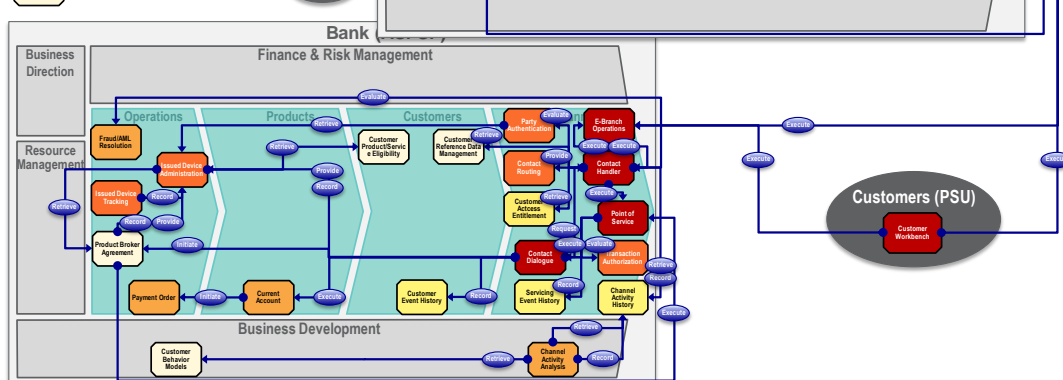 Bank (
Business
Direction
Finance & Risk Management
Evaluate
Operations
Products
Customers
Resource
Management
Fraud/AML
Resolution
Retrieve
Retrieve
Customer
Product/Servic
e Eligibility
Customer
Reference Data
Management
Retrieve
Party
Authentication
Evaluate
E-Branch
Operations
Execute
Execute
Execute
Issued Device
Administration
Provide
Record
Contact
Routing
Provide
Contact
Handler
Execute
Execute
Issued Device
Tracking
Record
Retrieve
Customer
Actcess
Entitlement
Retrieve
Execute
Point of
Service
Customers (PSU)
Customer
Workbench
Record
Provide
Request
Product Broker
Agreement
Initiate
Execute
Evaluate
Contact
Dialogue
Transaction
Authorization
Retrieve
Record
Payment Order
Initiate
Current
Account
Execute
Customer
Event History
Record
Servicing
Event History
Record
Channel
Activity
History
Execute
Business Development
Retrieve
Customer
Behavior
Models
Retrieve
Channel
Activity
Analysis
Record